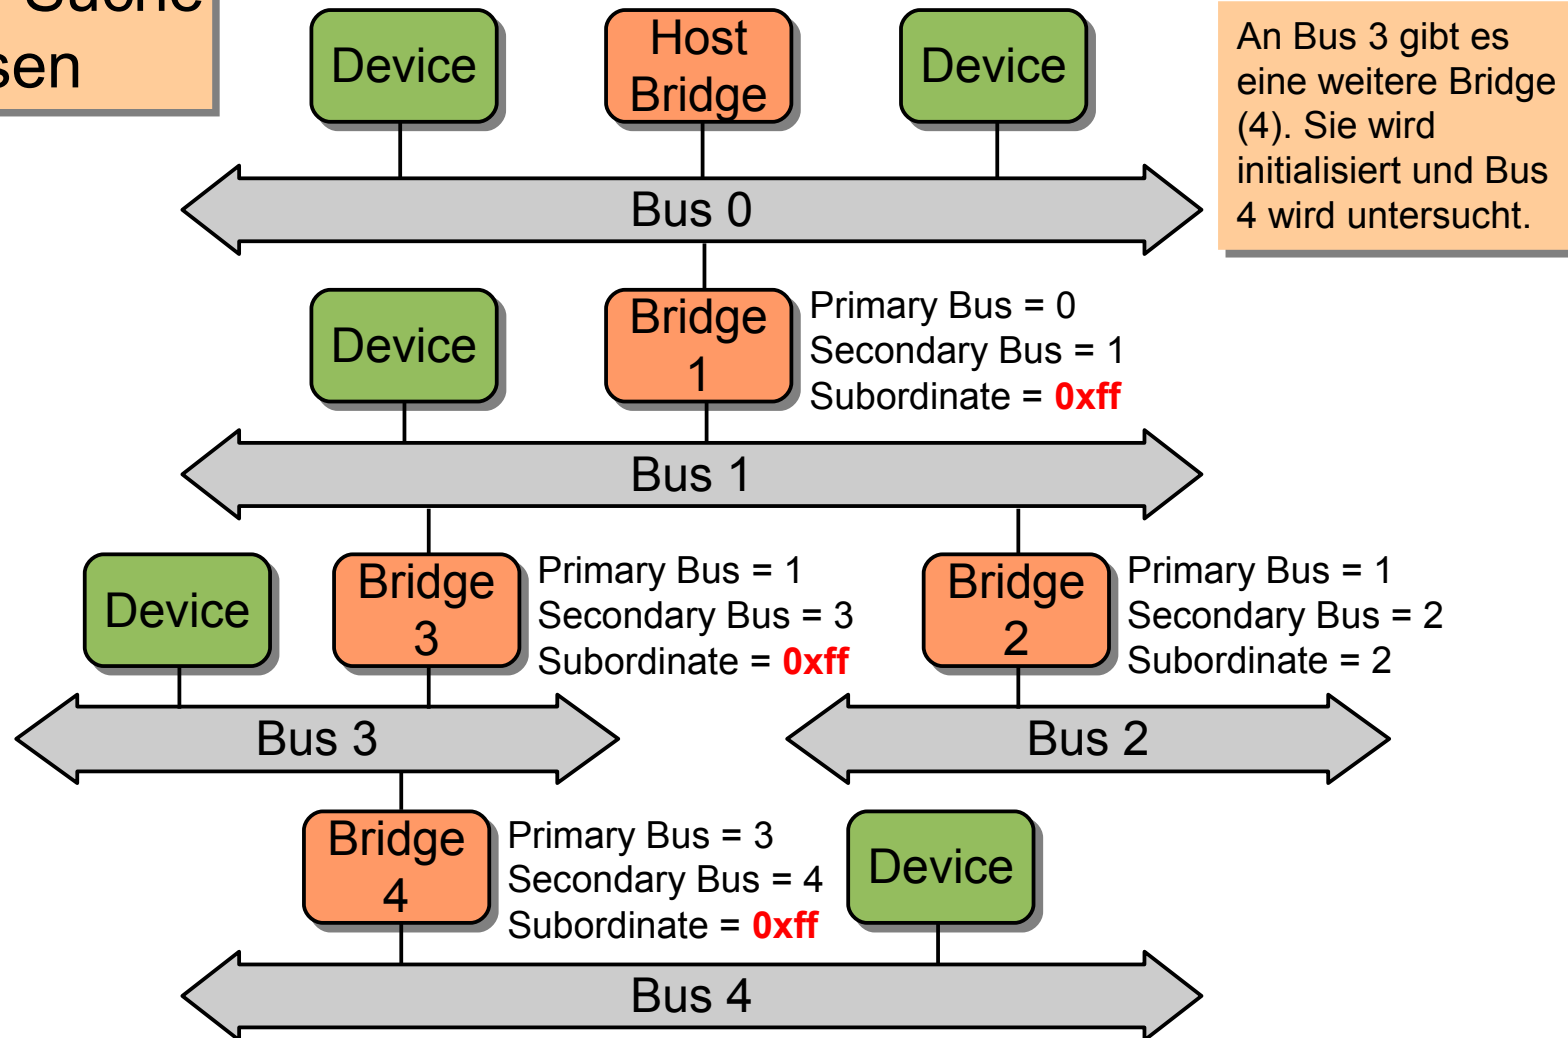 Suche
sen
Device
Host
Bridge
Device
An Bus 3 gibt es
eine weitere Bridge
(4). Sie wird
initialisiert und Bus
4 wird untersucht.
Bus 0
Device
Bridge
1
Primary Bus = 0
Secondary Bus = 1
Subordinate = 0xff
Bus 1
Device
Bridge
3
Primary Bus = 1
Secondary Bus = 3
Subordinate = 0xff
Bridge
2
Primary Bus = 1
Secondary Bus = 2
Subordinate = 2
Bus 3
Bus 2
Bridge
4
Primary Bus = 3
Secondary Bus = 4
Subordinate = 0xff
Device
Bus 4